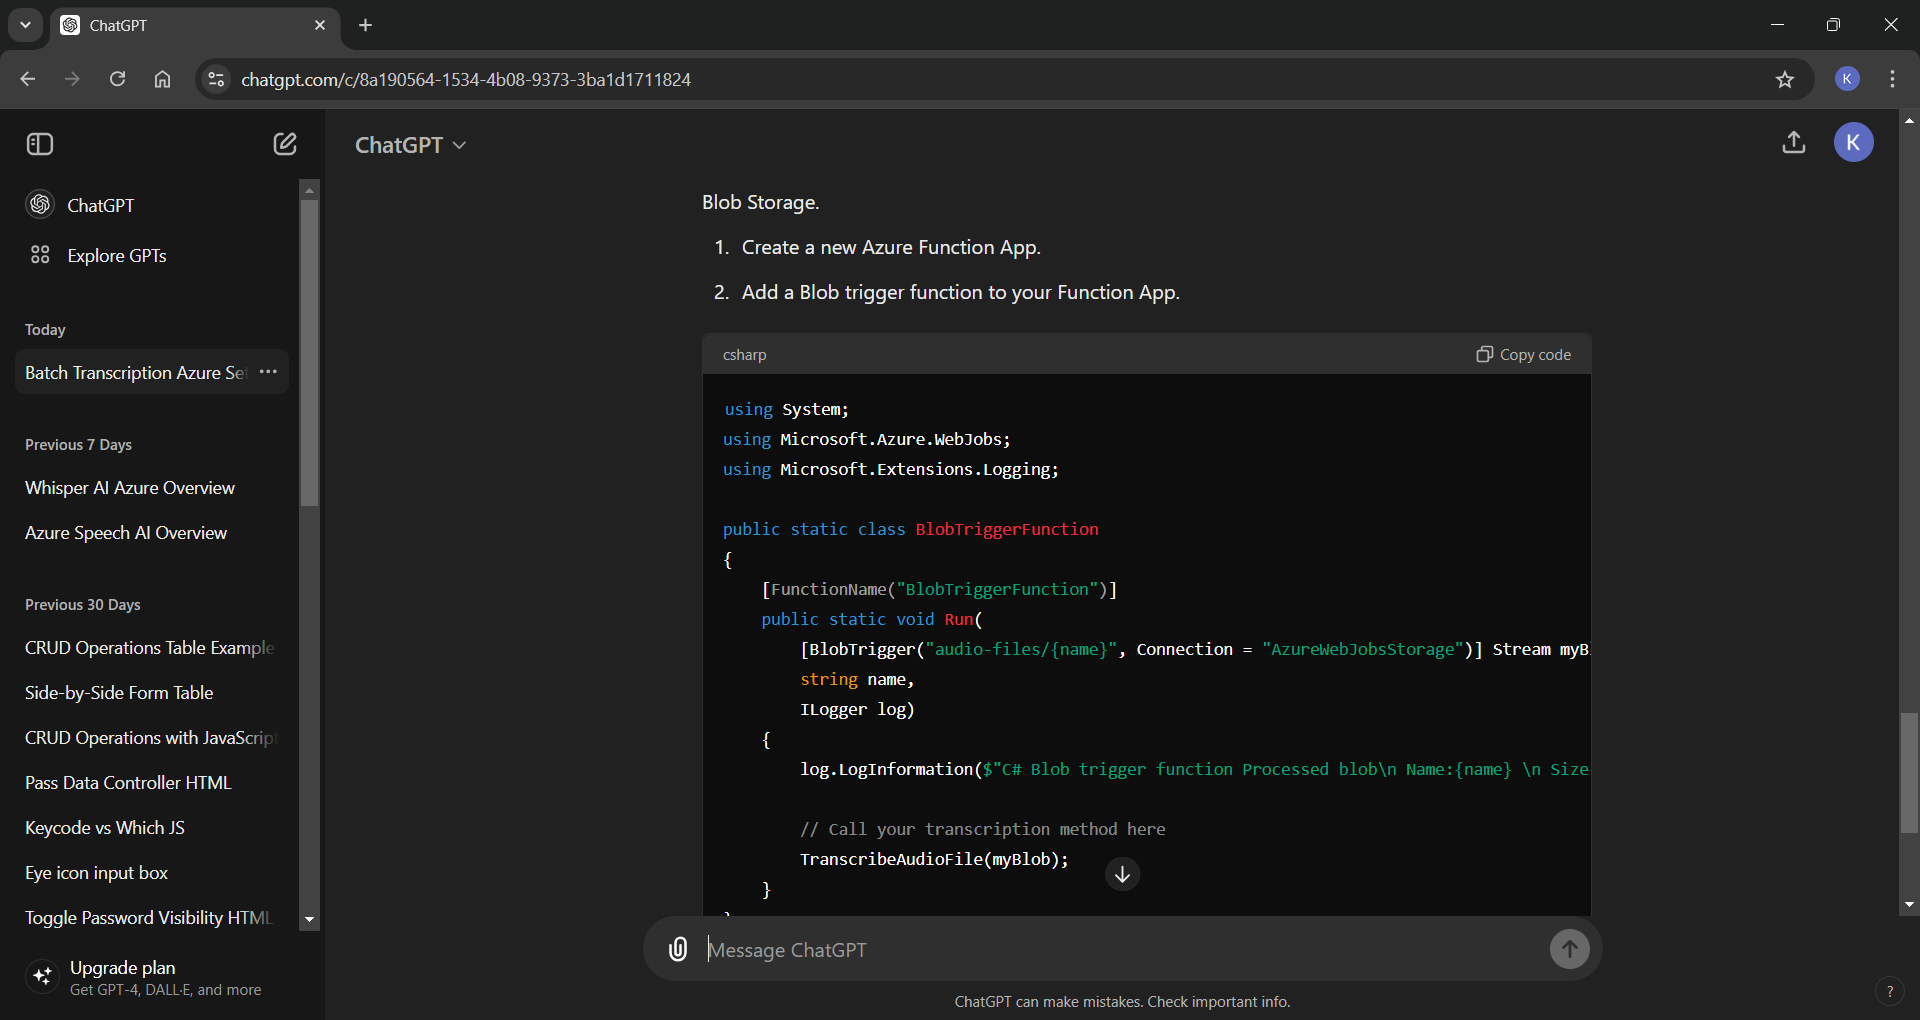 ChatGPT
chatgpt.com/c/8a190564-1534-4b08-9373-3ba1d1711824
K
ChatGPT
K
ChatGPT
Explore GPTs
Today
Batch Transcription Azure Se
Previous 7 Days
Whisper AI Azure Overview
Azure Speech AI Overview
Previous 30 Days
CRUD Operations Table Example
Side-by-Side Form Table
CRUD Operations with JavaScrip
Pass Data Controller HTML
Keycode vs Which JS
Eye icon input box
Toggle Password Visibility HTML
Upgrade plan
Get GPT-4, DALL·E, and more
Blob Storage.
1. Create a new Azure Function App.
2. Add a Blob trigger function to your Function App.
csharp
Copy code
using System;
using Microsoft.Azure.WebJobs;
using Microsoft.Extensions.Logging;
public static class BlobTriggerFunction
{
[FunctionName("BlobTriggerFunction")]
public static void Run(
[BlobTrigger("audio-files/{name}", Connection = "AzureWebJobsStorage")] Stream myB
string name,
ILogger log)
{
log.LogInformation($"C# Blob trigger function Processed blob\n Name:{name} \n Size
// Call your transcription method here
TranscribeAudioFile(myBlob);
}
Message ChatGPT
ChatGPT can make mistakes. Check important info.
?